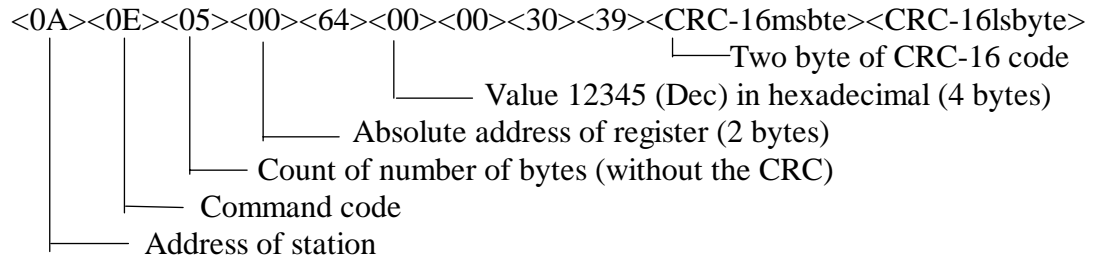 <0A><0E><05><00><64><00><00><30><39><CRC-16msbte><CRC-16lsbyte>
Two byte of CRC-16 code
Value 12345 (Dec) in hexadecimal (4 bytes)
Absolute address of register (2 bytes)
Count of number of bytes (without the CRC)
Command code
Address of station